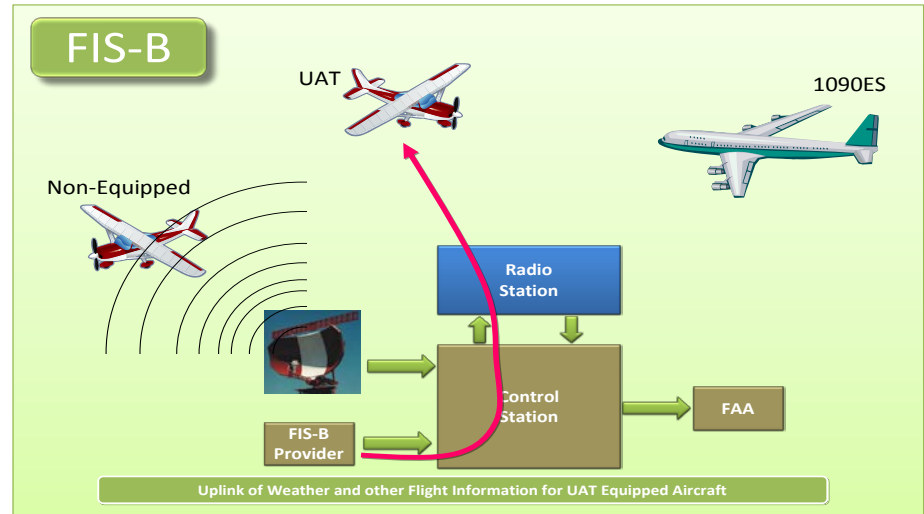 FIS-B
UAT
1090ES
Non-Equipped
Radio
Station
Control
Station
FAA
FIS-B
Provider
Uplink of Weather and other Flight Information for UAT Equipped Aircraft